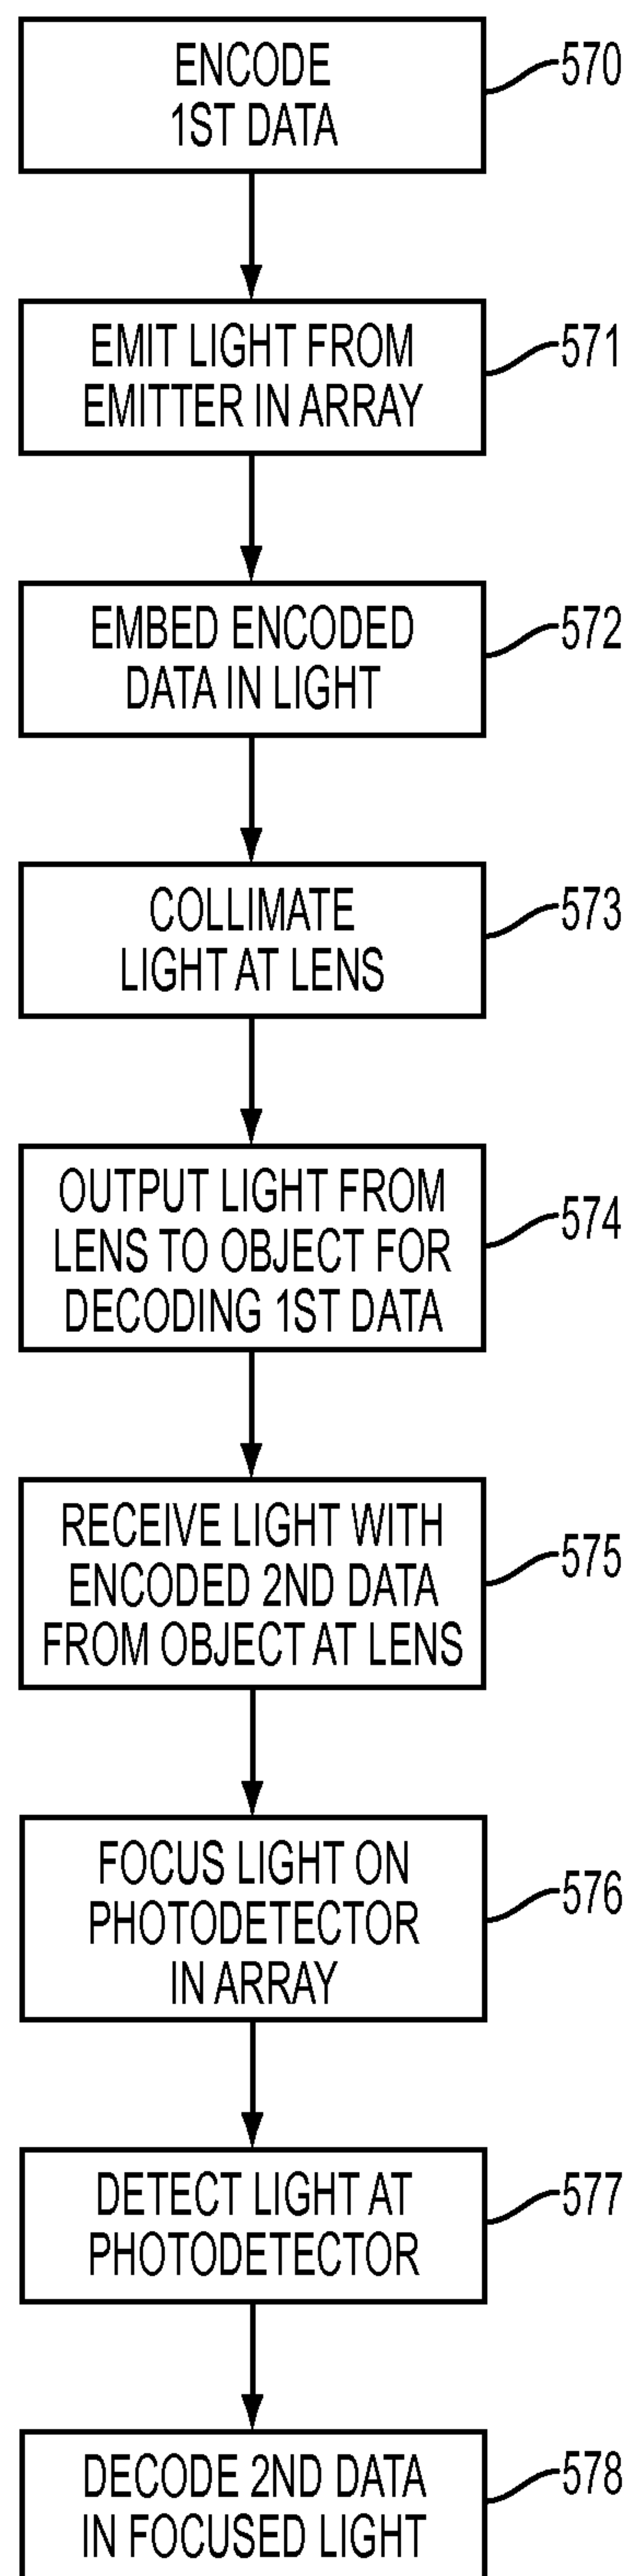 ENCODE
1ST DATA
570
EMIT LIGHT FROM
EMITTER IN ARRAY
571
EMBED ENCODED
DATA IN LIGHT
572
COLLIMATE
LIGHT AT LENS
573
OUTPUT LIGHT FROM
LENS TO OBJECT FOR
DECODING 1ST DATA
574
RECEIVE LIGHT WITH
ENCODED 2ND DATA
FROM OBJECT AT LENS
575
FOCUS LIGHT ON
PHOTODETECTOR
IN ARRAY
576
DETECT LIGHT AT
PHOTODETECTOR
577
DECODE 2ND DATA
IN FOCUSED LIGHT
578